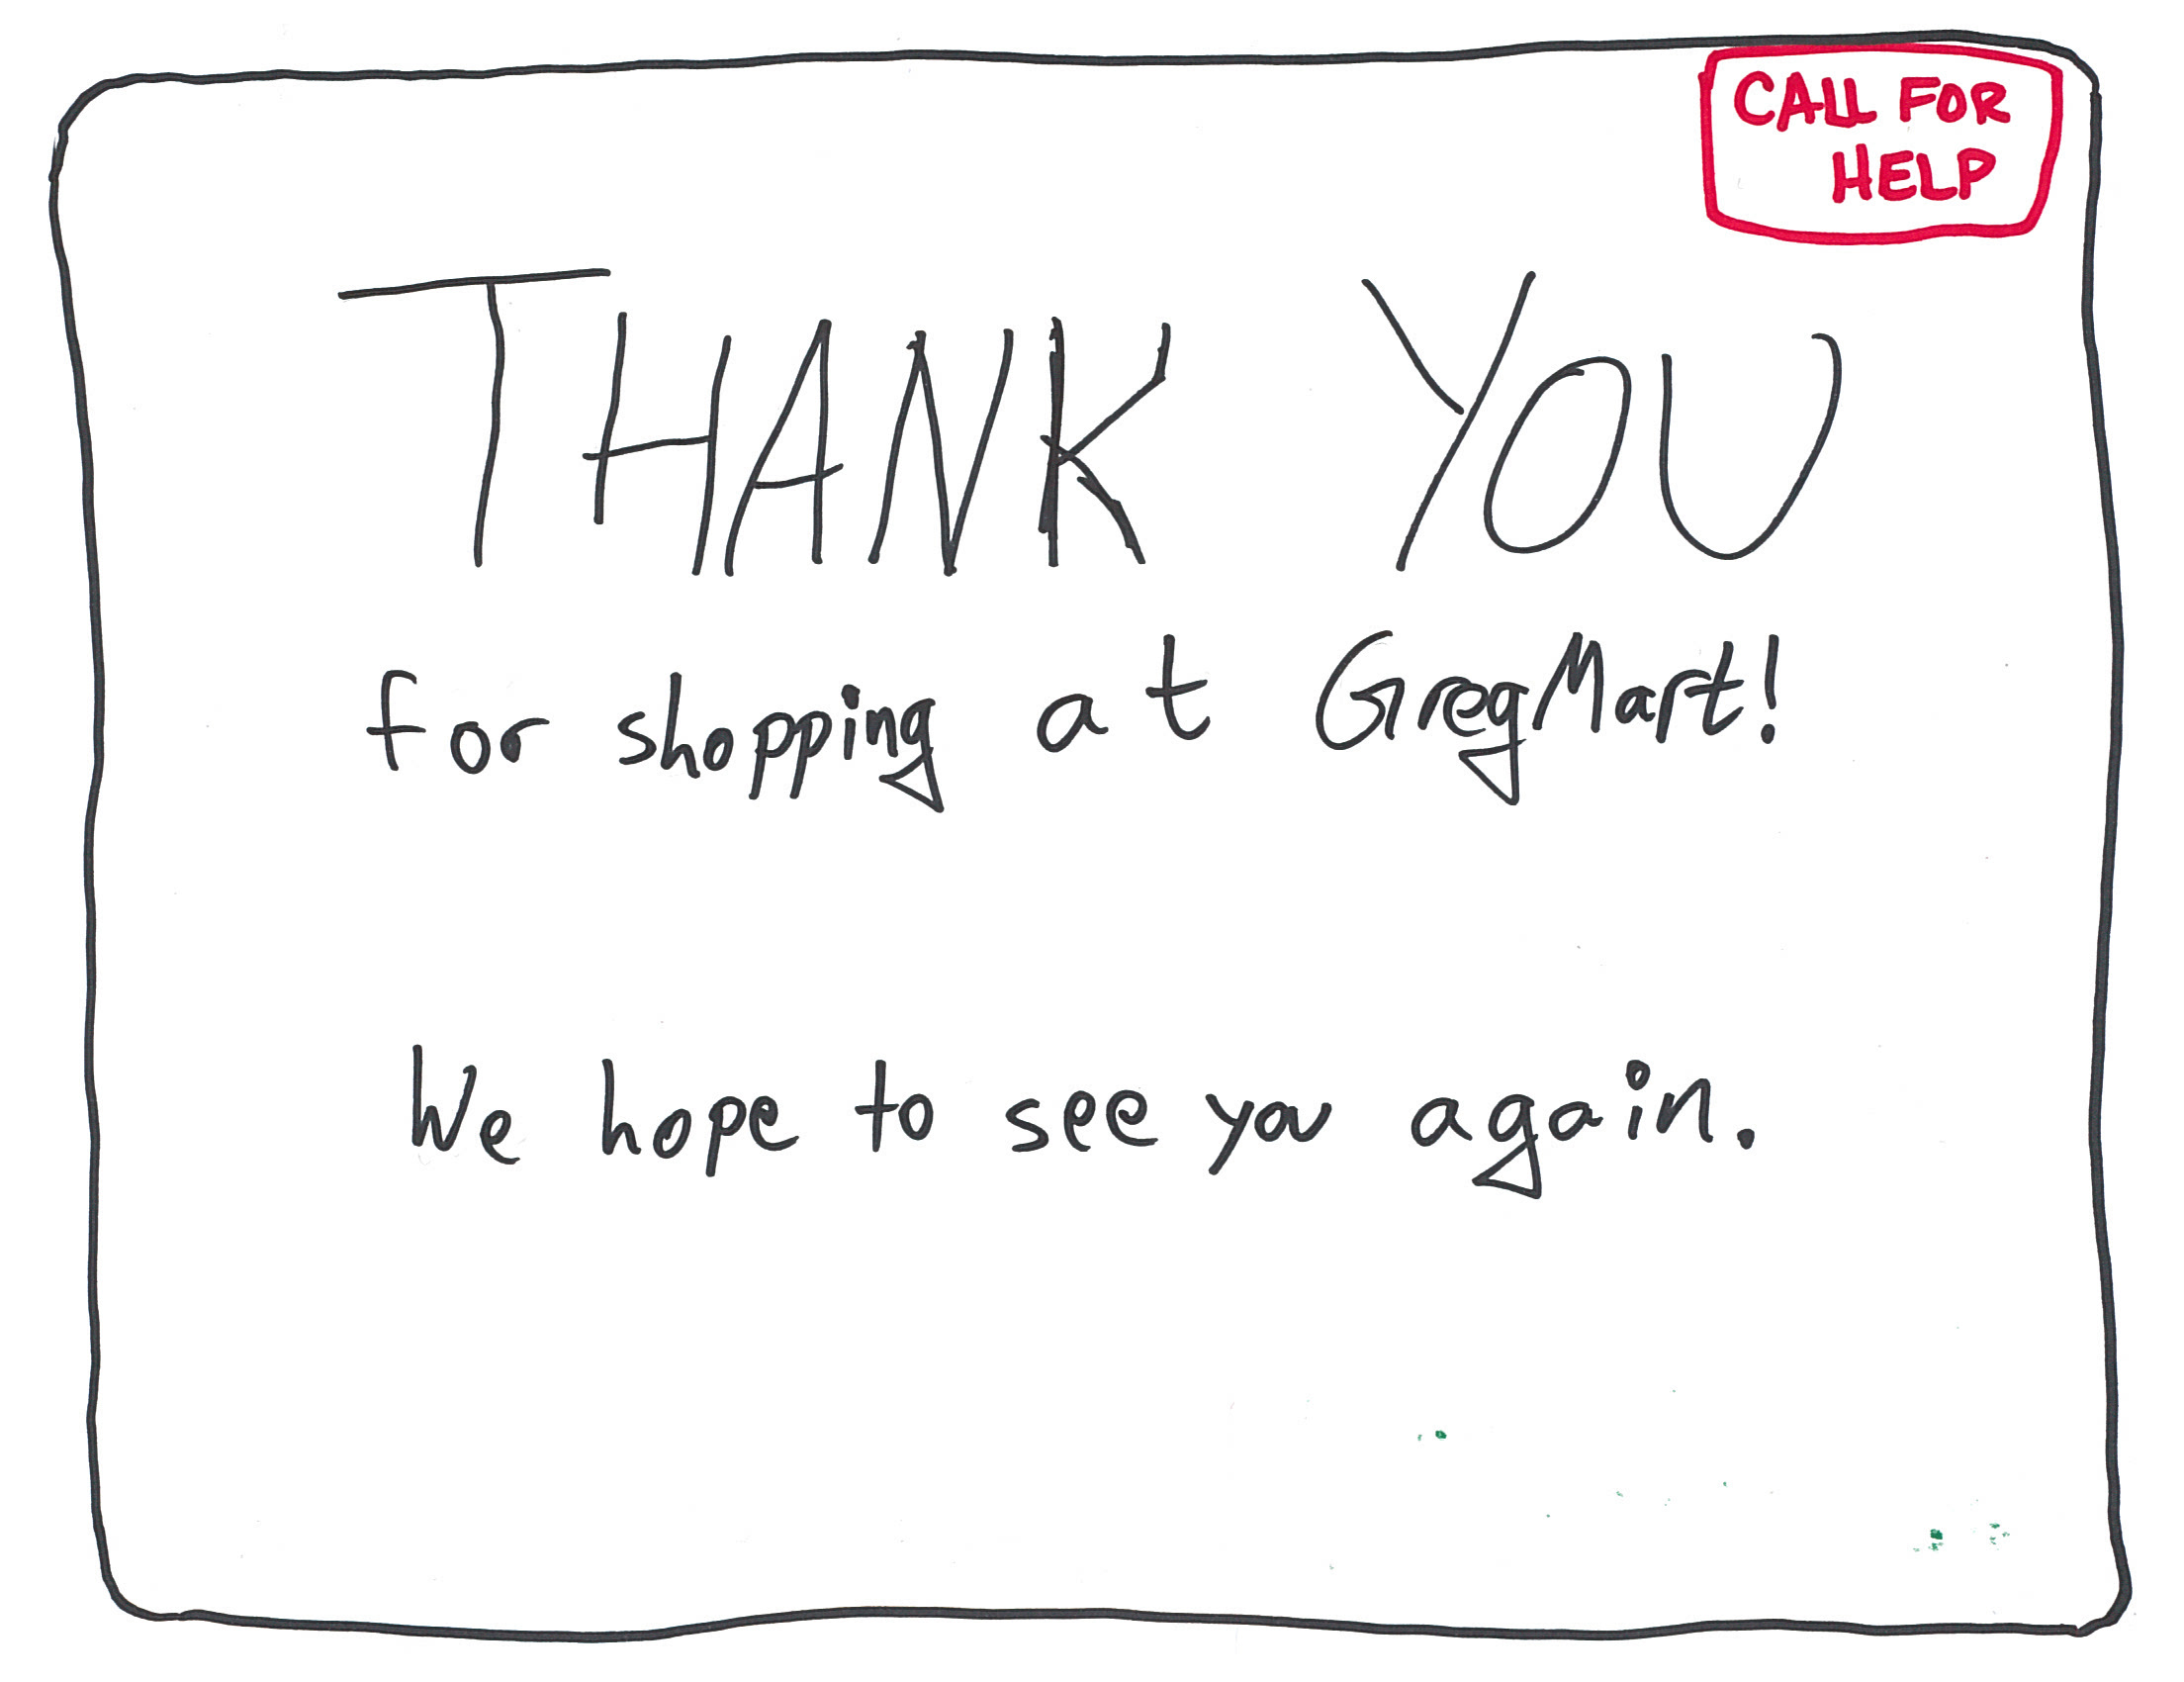 CALL FOR
HELP
THANK YOU
for shopping at GregMart!
We hope to see you again.